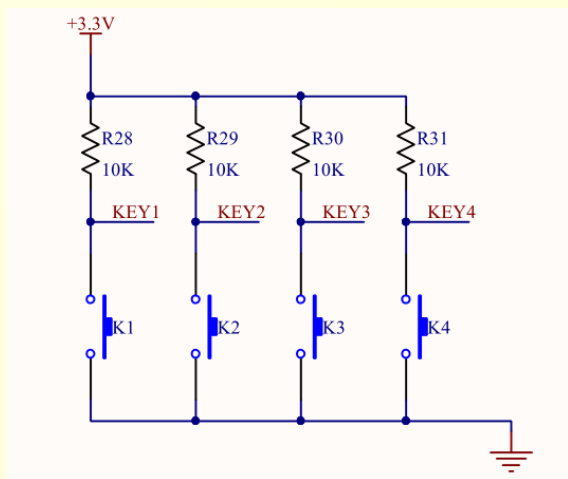 +3.3V
R28 R29 R30 R31
10K 10K 10K 10K
KEY1 KEY2 KEY3 KEY4
K1 K2 K3 K4